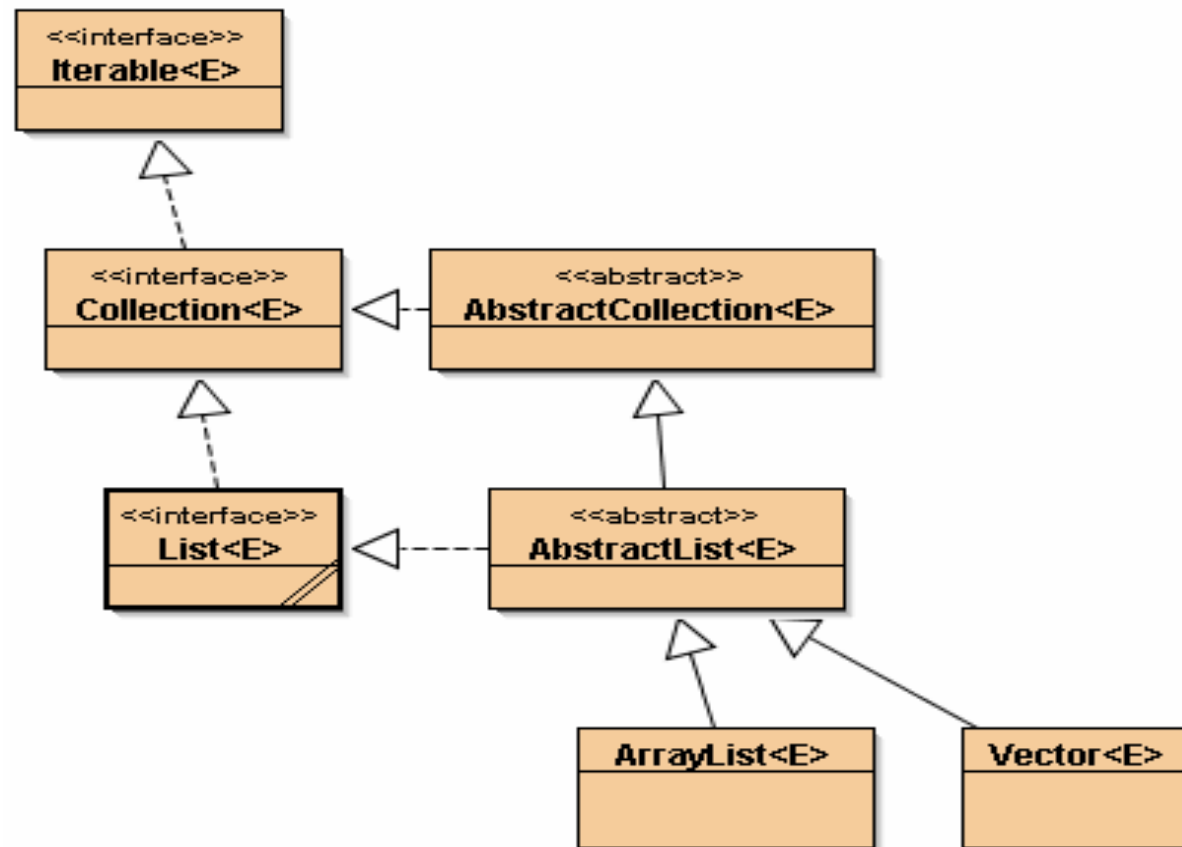 <<interface>>
Iterable<E>
<<interface>>
Collection<E>
<<abstract>>
AbstractCollection<E>
<<interface>>
List<E>
<<abstract>>
AbstractList<E>
ArrayList<E>
Vector<E>